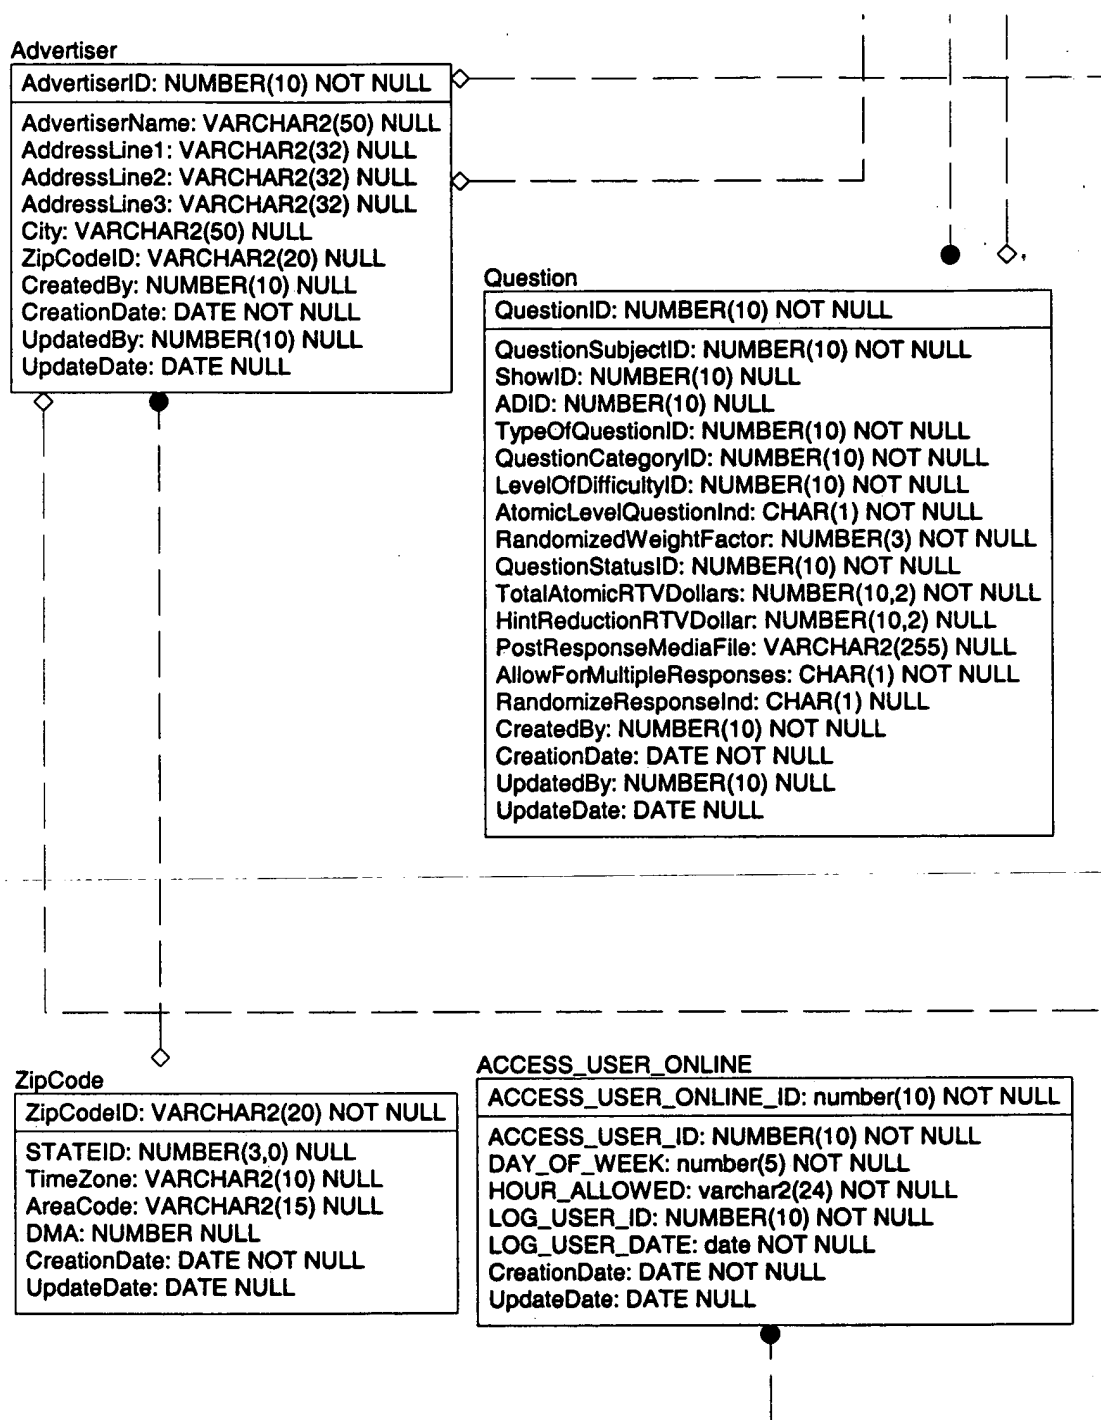 Advertiser
AdvertiserID: NUMBER(10) NOT NULL
AdvertiserName: VARCHAR2(50) NULL
AddressLine1: VARCHAR2(32) NULL
AddressLine2: VARCHAR2(32) NULL
AddressLine3: VARCHAR2(32) NULL
City: VARCHAR2(50) NULL
ZipCodeID: VARCHAR2(20) NULL
CreatedBy: NUMBER(10) NULL
CreationDate: DATE NOT NULL
UpdatedBy: NUMBER(10) NULL
UpdateDate: DATE NULL
Question
QuestionID: NUMBER(10) NOT NULL
QuestionSubjectID: NUMBER(10) NOT NULL
ShowID: NUMBER(10) NULL
ADID: NUMBER(10) NULL
TypeOfQuestionID: NUMBER(10) NOT NULL
QuestionCategoryID: NUMBER(10) NOT NULL
LevelOfDifficultyID: NUMBER(10) NOT NULL
AtomicLevelQuestionInd: CHAR(1) NOT NULL
RandomizedWeightFactor: NUMBER(3) NOT NULL
QuestionStatusID: NUMBER(10) NOT NULL
TotalAtomicRTVDollars: NUMBER(10,2) NOT NULL
HintReductionRTVDollar: NUMBER(10,2) NULL
PostResponseMediaFile: VARCHAR2(255) NULL
AllowForMultipleResponses: CHAR(1) NOT NULL
RandomizeResponseInd: CHAR(1) NULL
CreatedBy: NUMBER(10) NOT NULL
CreationDate: DATE NOT NULL
UpdatedBy: NUMBER(10) NULL
UpdateDate: DATE NULL
ZipCode
ZipCodeID: VARCHAR2(20) NOT NULL
STATEID: NUMBER(3,0) NULL
TimeZone: VARCHAR2(10) NULL
AreaCode: VARCHAR2(15) NULL
DMA: NUMBER NULL
CreationDate: DATE NOT NULL
UpdateDate: DATE NULL
ACCESS_USER_ONLINE
ACCESS_USER_ONLINE_ID: number(10) NOT NULL
ACCESS_USER_ID: NUMBER(10) NOT NULL
DAY_OF_WEEK: number(5) NOT NULL
HOUR_ALLOWED: varchar2(24) NOT NULL
LOG_USER_ID: NUMBER(10) NOT NULL
LOG_USER_DATE: date NOT NULL
CreationDate: DATE NOT NULL
UpdateDate: DATE NULL